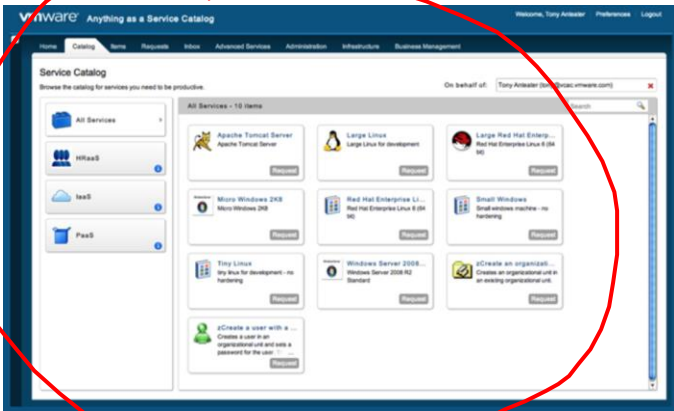 vmware Anything as a Service Catalog
Welcome, Tony Anteater Preferences Logout
Home Catalog Items Requests Inbox Advanced Services Administration Infrastructure Business Management
Service Catalog
Browse the catalog for services you need to be productive.
On behalf of: Tony Anteater (tony@vcac.vmware.com)
All Services
HRaaS
IaaS
PaaS
All Services - 10 items
Search
Apache Tomcat Server
Apache Tomcat Server
Request
Large Linux
Large Linux for development
Request
Large Red Hat Enterp...
Red Hat Enterprise Linux 6 (64
bit)
Request
Micro Windows 2K8
Micro Windows 2K8
Request
Red Hat Enterprise Li...
Red Hat Enterprise Linux 6 (64
bit)
Request
Small Windows
Small windows machine - no
hardening
Request
Tiny Linux
tiny linux for development - no
hardening
Request
Windows Server 2008...
Windows Server 2008 R2
Standard
Request
zCreate an organizati...
Creates an organizational unit in
an existing organizational unit.
Request
zCreate a user with a ...
Creates a user in an
organizational unit and sets a
password for the user
Request